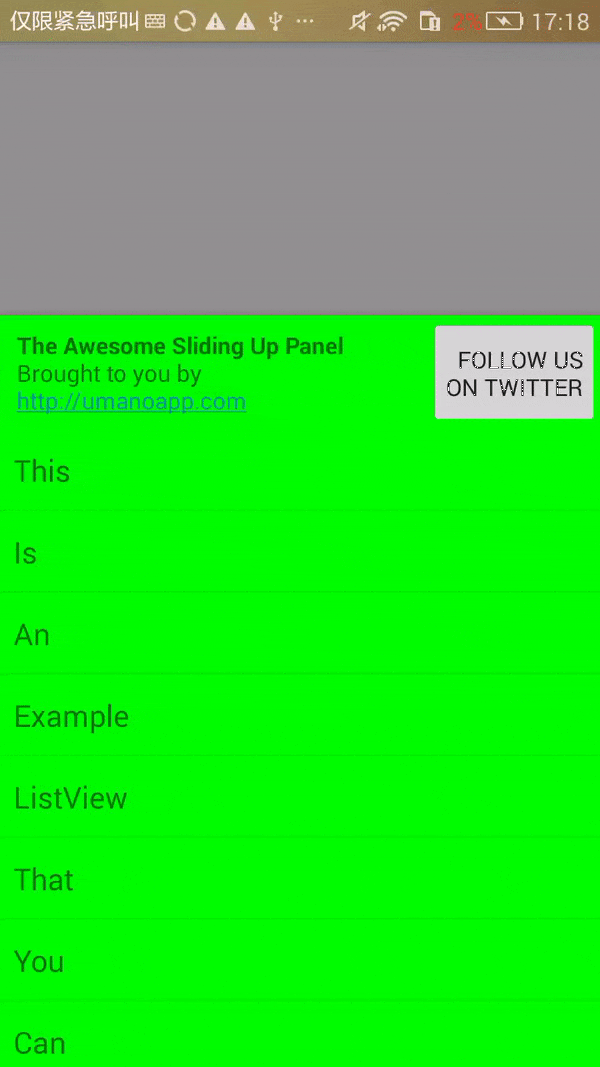 仅限紧急呼叫 2% 17:18
The Awesome Sliding Up Panel
Brought to you by
http://umanoapp.com
FOLLOW US
ON TWITTER
This
Is
An
Example
ListView
That
You
Can